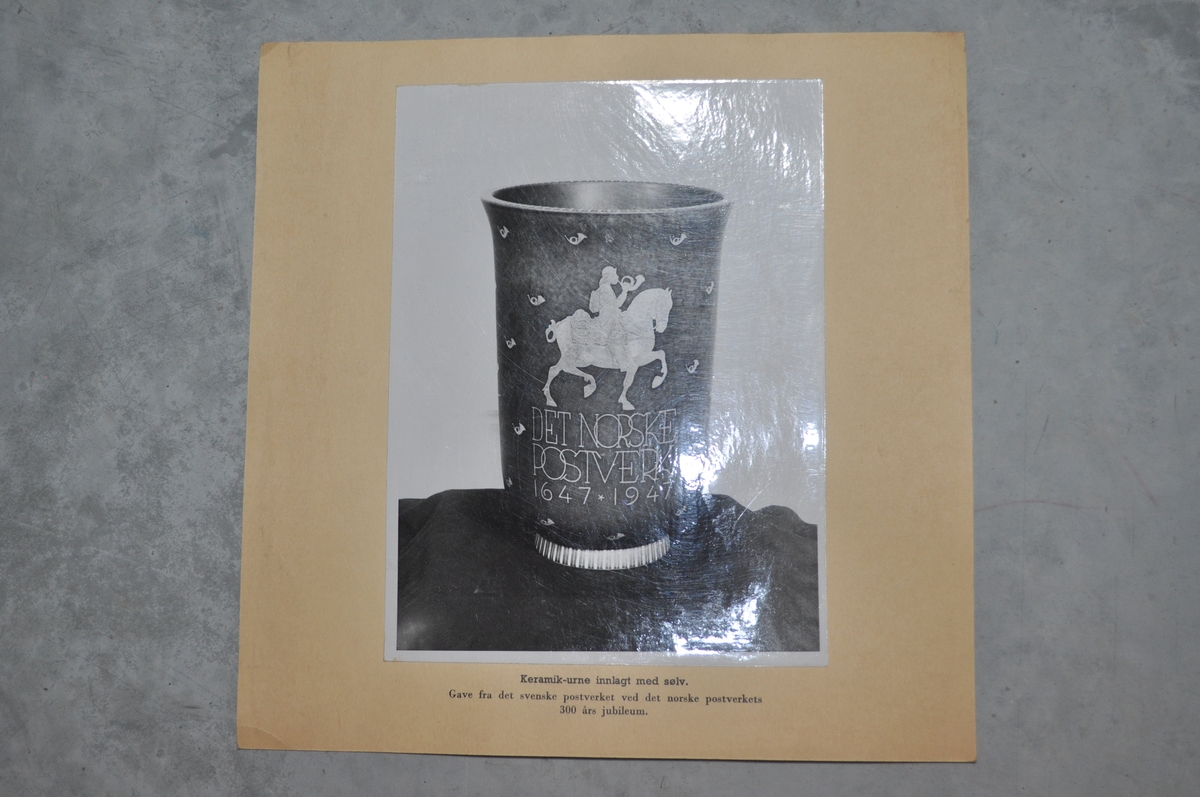 DET NORSKE
POSTVERK
1647 * 1947
Keramik-urne innlagt med sølv.
Gave fra det svenske postverket ved det norske postverkets
300 års jubileum.